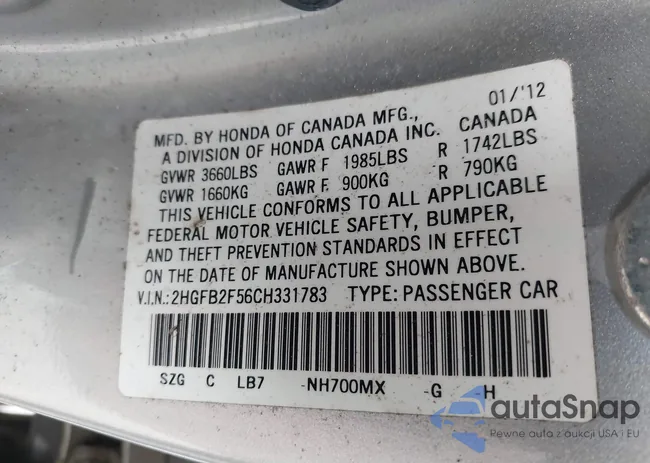 01/'12
MFD. BY HONDA OF CANADA MFG.,
A DIVISION OF HONDA CANADA INC. CANADA
GVWR 3660LBS GAWR F 1985LBS R 1742LBS
GVWR 1660KG GAWR F 900KG R 790KG
THIS VEHICLE CONFORMS TO ALL APPLICABLE
FEDERAL MOTOR VEHICLE SAFETY, BUMPER,
AND THEFT PREVENTION STANDARDS IN EFFECT
ON THE DATE OF MANUFACTURE SHOWN ABOVE.
V.I.N.:2HGFB2F56CH331783 TYPE: PASSENGER CAR
SZG C LB7 -NH700MX -G H
autaSnap
Pewne auta z aukcji USA i EU